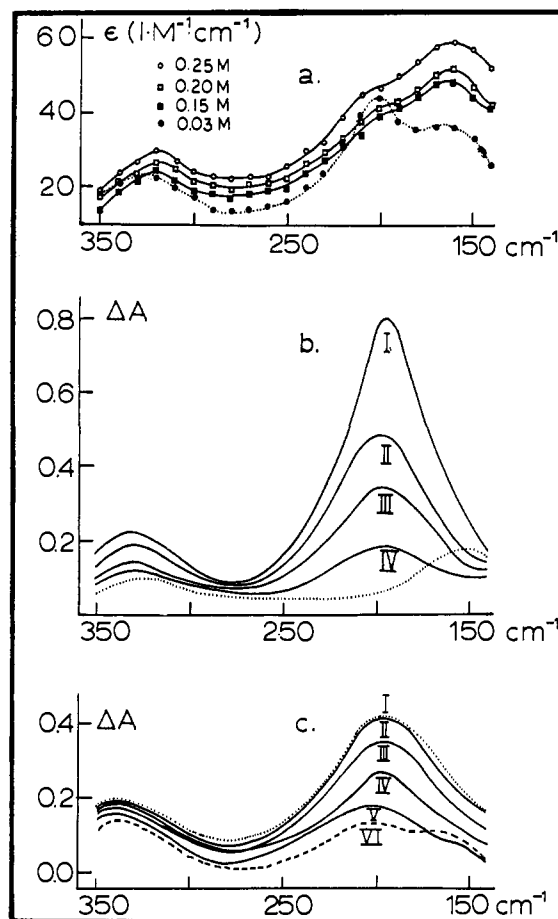 ϵ (l·M⁻¹cm⁻¹)
60
40
20
0.25 M
0.20 M
0.15 M
0.03 M
a.
350 250 150 cm⁻¹
ΔA
0.8
0.6
0.4
0.2
b.
I
II
III
IV
350 250 150 cm⁻¹
ΔA
0.4
0.2
0.0
c.
I
II
III
IV
V
VI
350 250 150 cm⁻¹